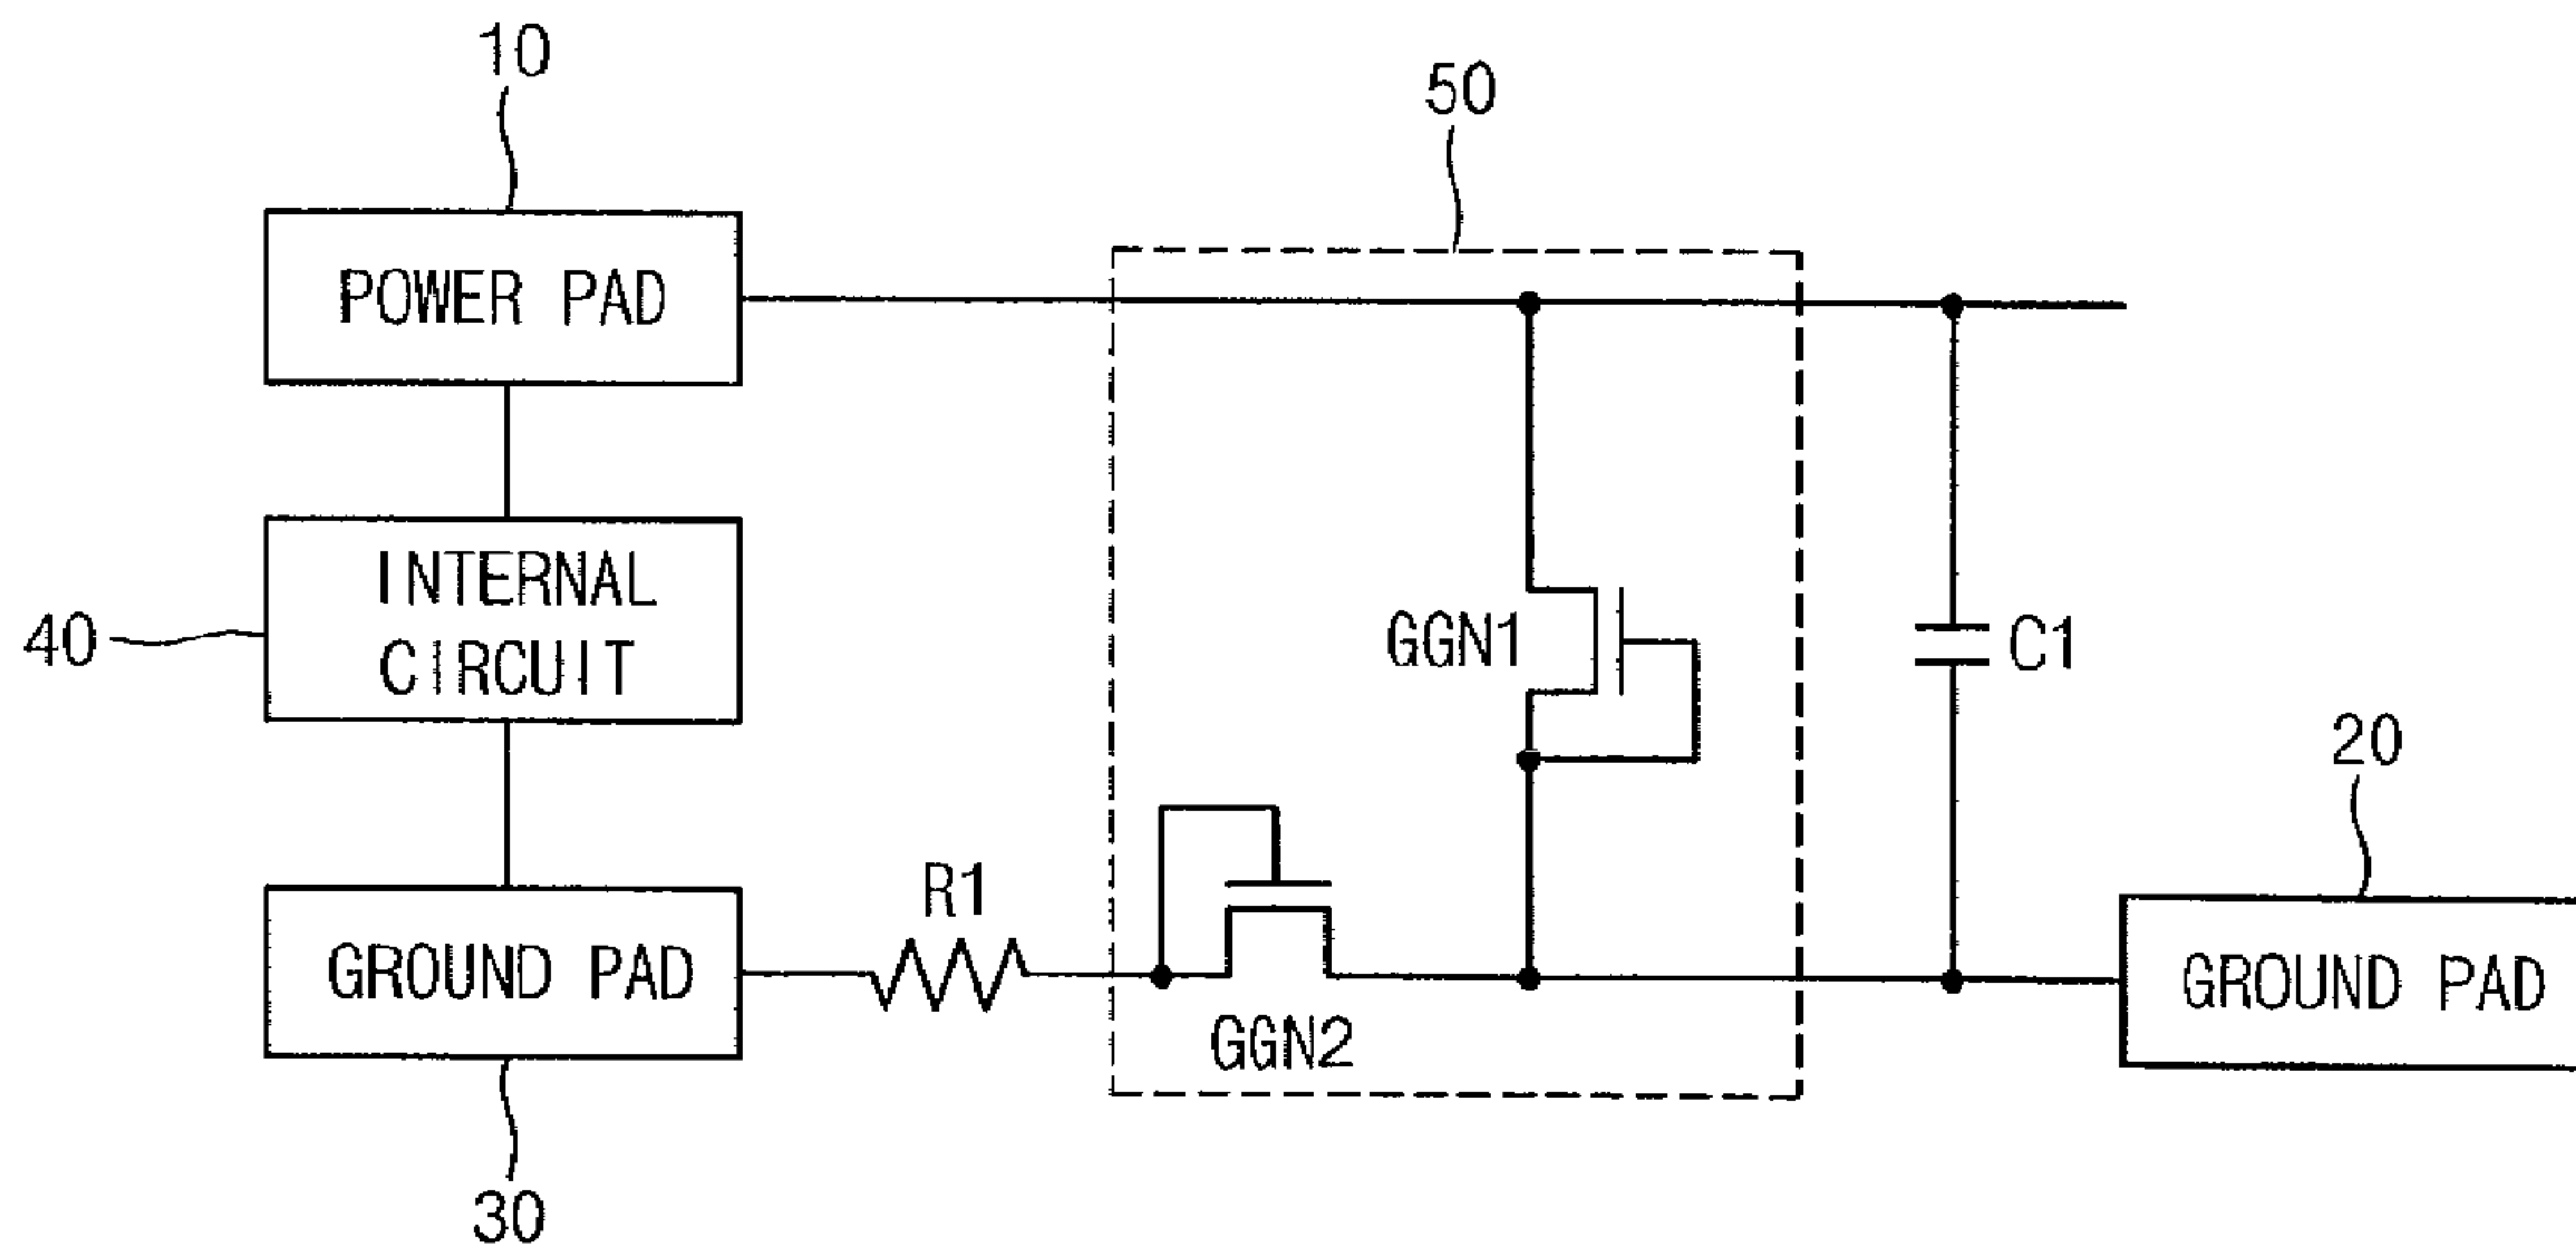 10
50
POWER PAD
GGN1
C1
40
INTERNAL
CIRCUIT
20
R1
GROUND PAD
GGN2
GROUND PAD
30